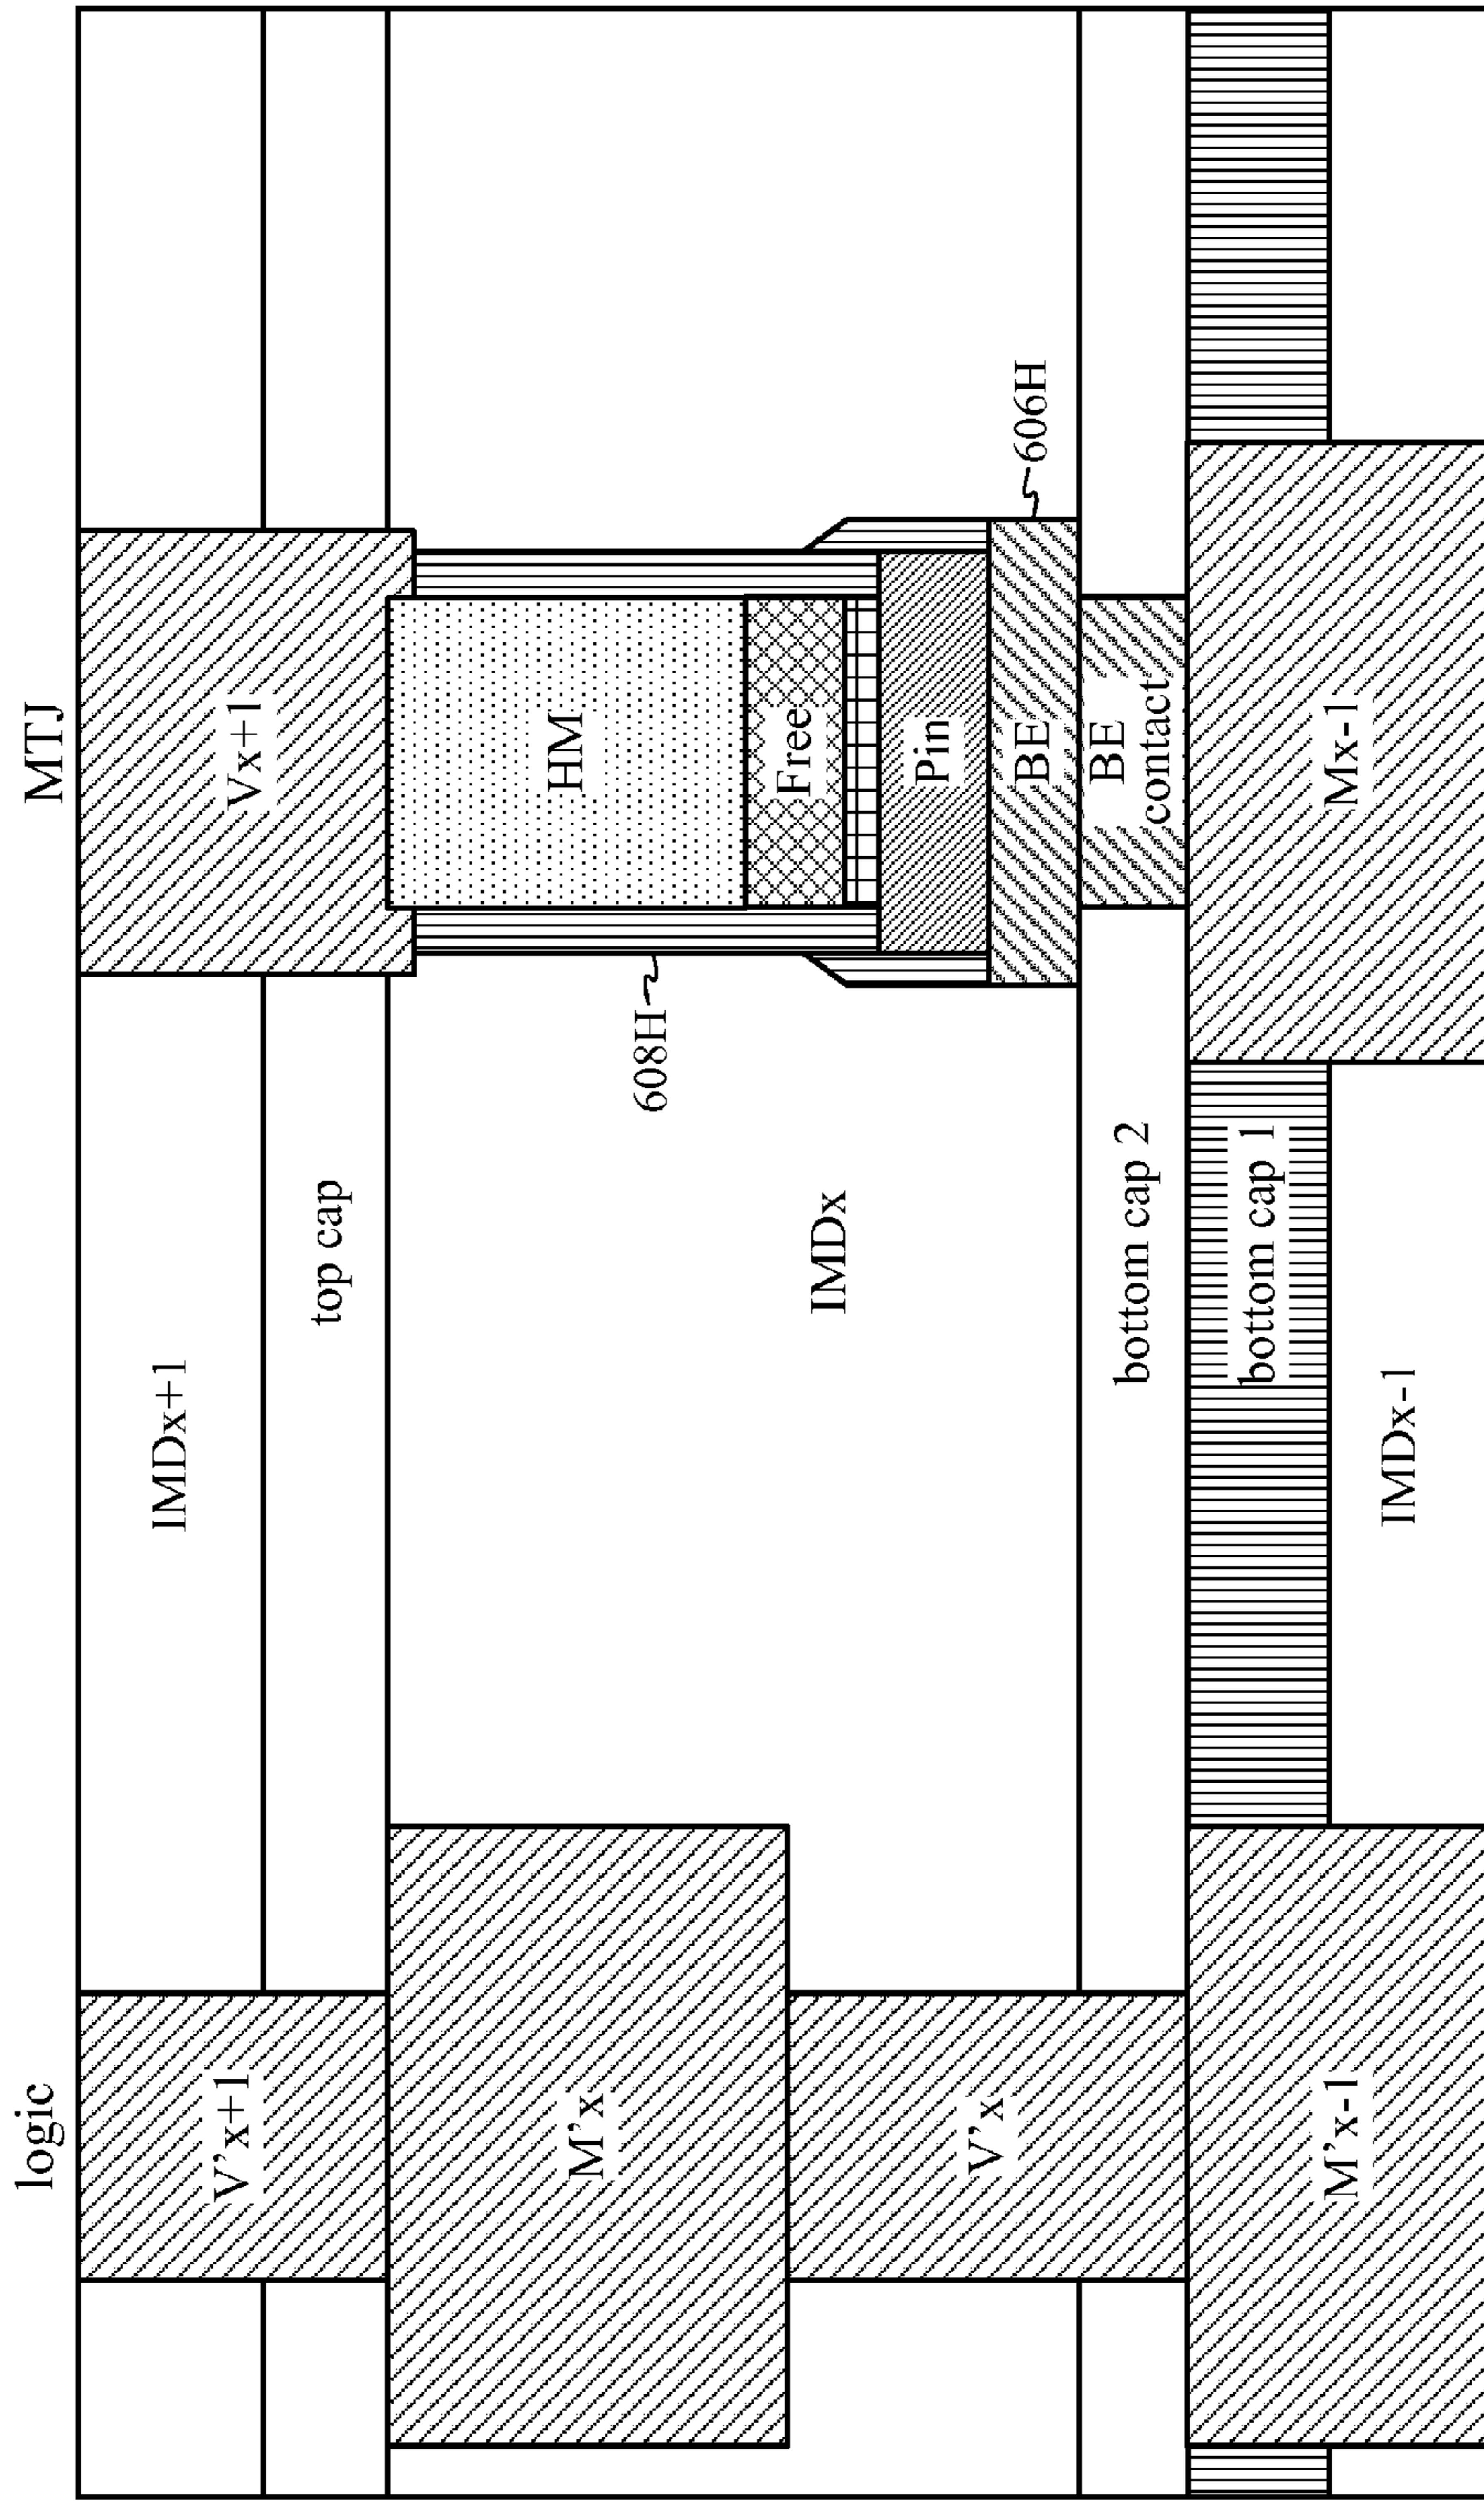 logic
MTJ
IMDx+1
V'x+1
Vx+1
top cap
M'x
HM
608H
Free
IMDx
Pin
V'x
BE
606H
bottom cap 2
BE
contact
bottom cap 1
M'x-1
Mx-1
IMDx-1